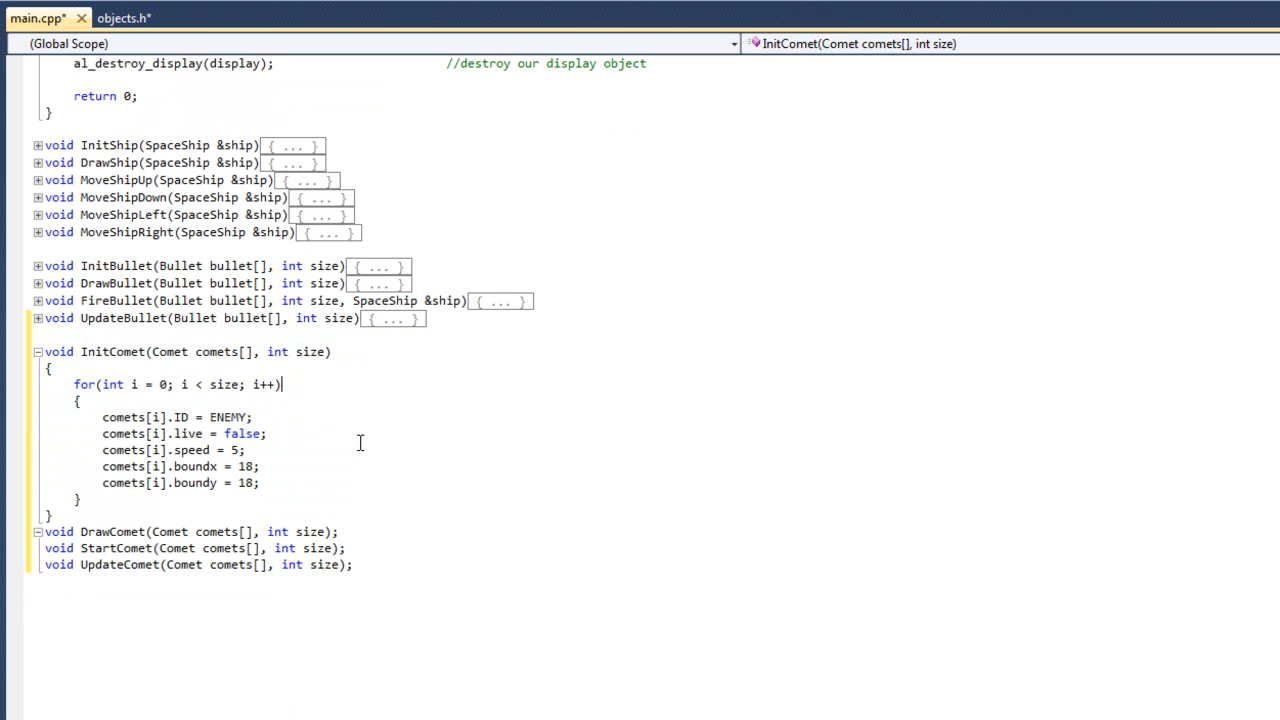 main.cpp* objects.h*
(Global Scope) InitComet(Comet comets[], int size)
al_destroy_display(display); //destroy our display object
return 0;
}
void InitShip(SpaceShip &ship){ ... }
void DrawShip(SpaceShip &ship){ ... }
void MoveShipUp(SpaceShip &ship){ ... }
void MoveShipDown(SpaceShip &ship){ ... }
void MoveShipLeft(SpaceShip &ship){ ... }
void MoveShipRight(SpaceShip &ship){ ... }
void InitBullet(Bullet bullet[], int size){ ... }
void DrawBullet(Bullet bullet[], int size){ ... }
void FireBullet(Bullet bullet[], int size, SpaceShip &ship){ ... }
void UpdateBullet(Bullet bullet[], int size){ ... }
void InitComet(Comet comets[], int size)
{
for(int i = 0; i < size; i++)
{
comets[i].ID = ENEMY;
comets[i].live = false;
comets[i].speed = 5;
comets[i].boundx = 18;
comets[i].boundy = 18;
}
}
void DrawComet(Comet comets[], int size);
void StartComet(Comet comets[], int size);
void UpdateComet(Comet comets[], int size);